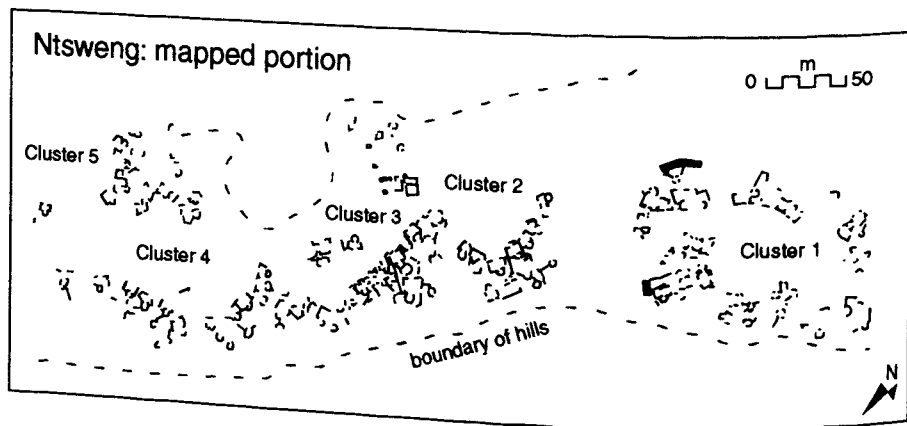 Ntsweng: mapped portion
m
0 50
Cluster 5
Cluster 2
Cluster 3
Cluster 4
Cluster 1
boundary of hills
N